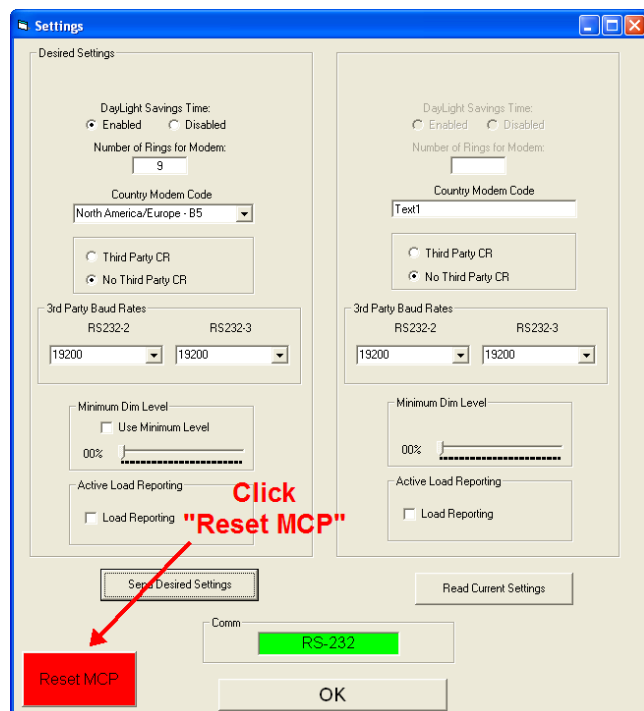 Settings
Desired Settings
DayLight Savings Time:
Enabled Disabled
Number of Rings for Modem:
9
Country Modem Code
North America/Europe - B5
Third Party CR
No Third Party CR
3rd Party Baud Rates
RS232-2 RS232-3
19200 19200
Minimum Dim Level
Use Minimum Level
00%
Active Load Reporting
Load Reporting
Send Desired Settings
DayLight Savings Time:
Enabled Disabled
Number of Rings for Modem:
Country Modem Code
Text1
Third Party CR
No Third Party CR
3rd Party Baud Rates
RS232-2 RS232-3
19200 19200
Minimum Dim Level
00%
Active Load Reporting
Load Reporting
Read Current Settings
Click
"Reset MCP"
Comm
RS-232
Reset MCP
OK